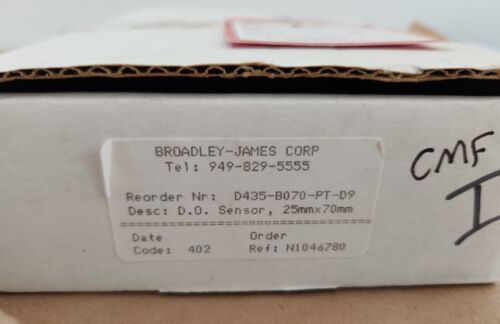 BROADLEY-JAMES CORP
Tel: 949-829-5555
Reorder Nr: D435-B070-PT-D9
Desc: D.O. Sensor, 25mmx70mm
Date Order
Code: 402 Ref: N1046780
CMF
I